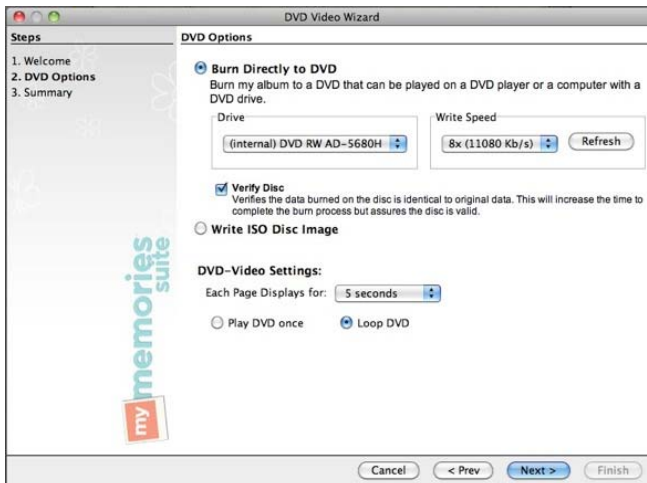 DVD Video Wizard
Steps
1. Welcome
2. DVD Options
3. Summary
my memories suite
DVD Options
Burn Directly to DVD
Burn my album to a DVD that can be played on a DVD player or a computer with a
DVD drive.
Drive
(internal) DVD RW AD-5680H
Write Speed
8x (11080 Kb/s)
Refresh
Verify Disc
Verifies the data burned on the disc is identical to original data. This will increase the time to
complete the burn process but assures the disc is valid.
Write ISO Disc Image
DVD-Video Settings:
Each Page Displays for:
5 seconds
Play DVD once
Loop DVD
Cancel
< Prev
Next >
Finish